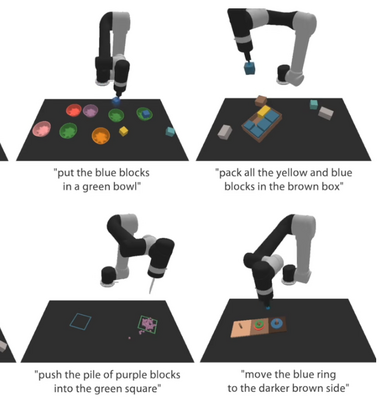 "put the blue blocks
in a green bowl"
"pack all the yellow and blue
blocks in the brown box"
"push the pile of purple blocks
into the green square"
"move the blue ring
to the darker brown side"